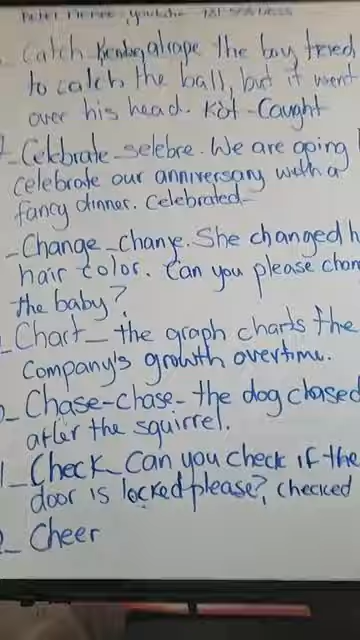 Catch the boy tried
to catch the ball, but it went
over his head. Kot - Caught
Celebrate - selebre. We are going
celebrate our anniversary with a
fancy dinner. Celebrated -
- Change - chanje. She changed h
hair color. Can you please chan
the baby?
- Chart - the graph charts the
Company's growth overtime.
- Chase - chase - the dog chased
after the squirrel.
- Check - Can you check if the
door is locked please?, checked
- Cheer